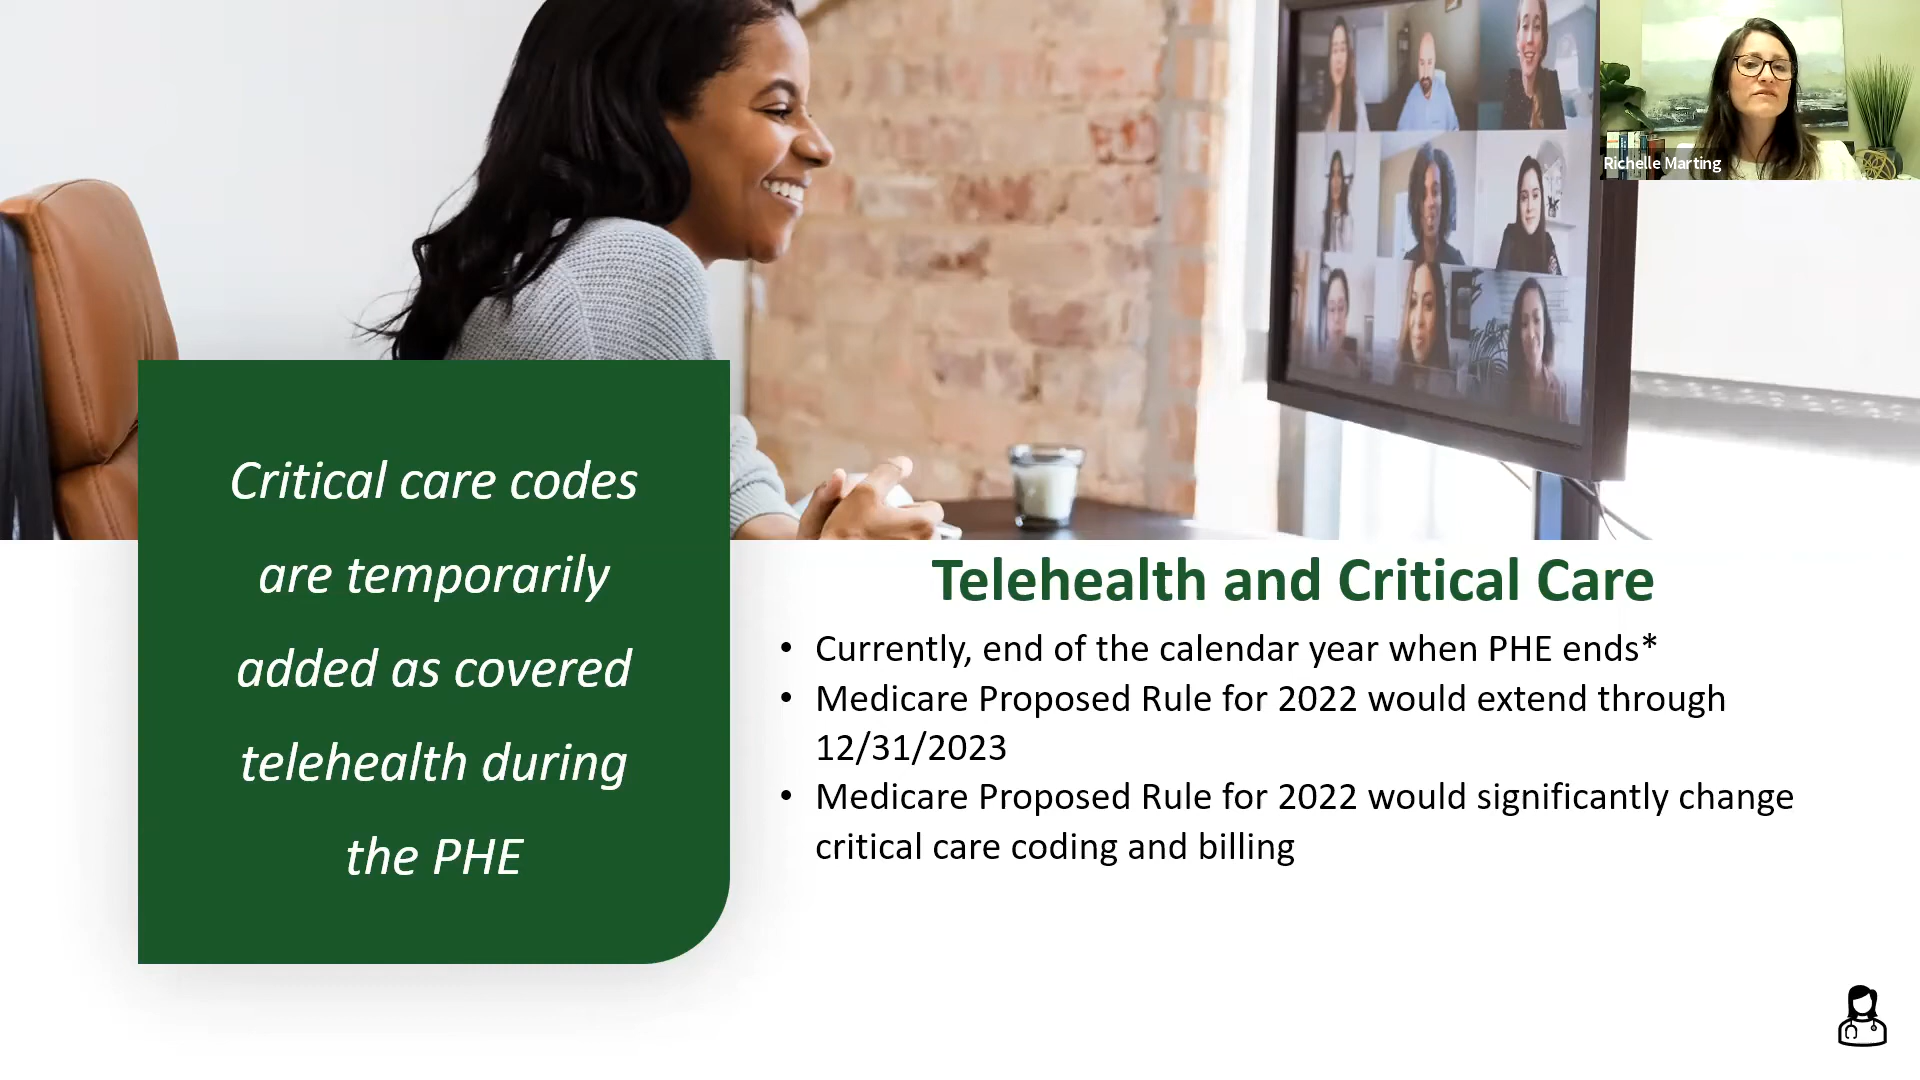 Richelle Marting
Critical care codes
are temporarily
added as covered
telehealth during
the PHE
Telehealth and Critical Care
• Currently, end of the calendar year when PHE ends*
• Medicare Proposed Rule for 2022 would extend through
12/31/2023
• Medicare Proposed Rule for 2022 would significantly change
critical care coding and billing